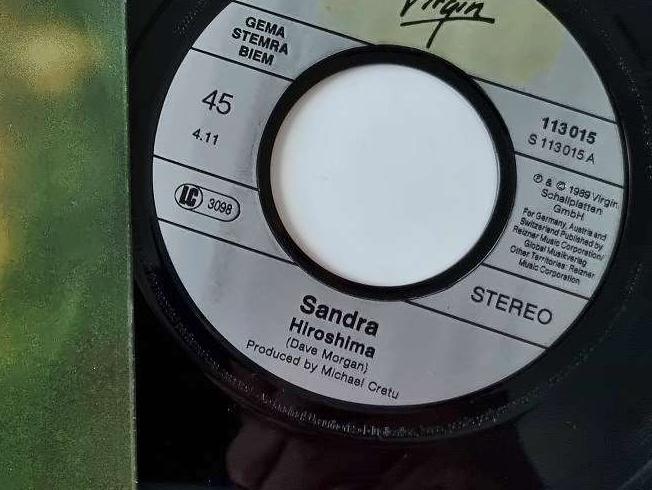 Virgin
GEMA
STEMRA
BIEM
45
4.11
LC 3098
113015
S 113015 A
℗ & © 1989 Virgin
Schallplatten
GmbH
For Germany, Austria and
Switzerland Published by
Reizner Music Corporation/
Global Musikverlag
Other Territories: Reizner
Music Corporation
STEREO
Sandra
Hiroshima
(Dave Morgan)
Produced by Michael Cretu